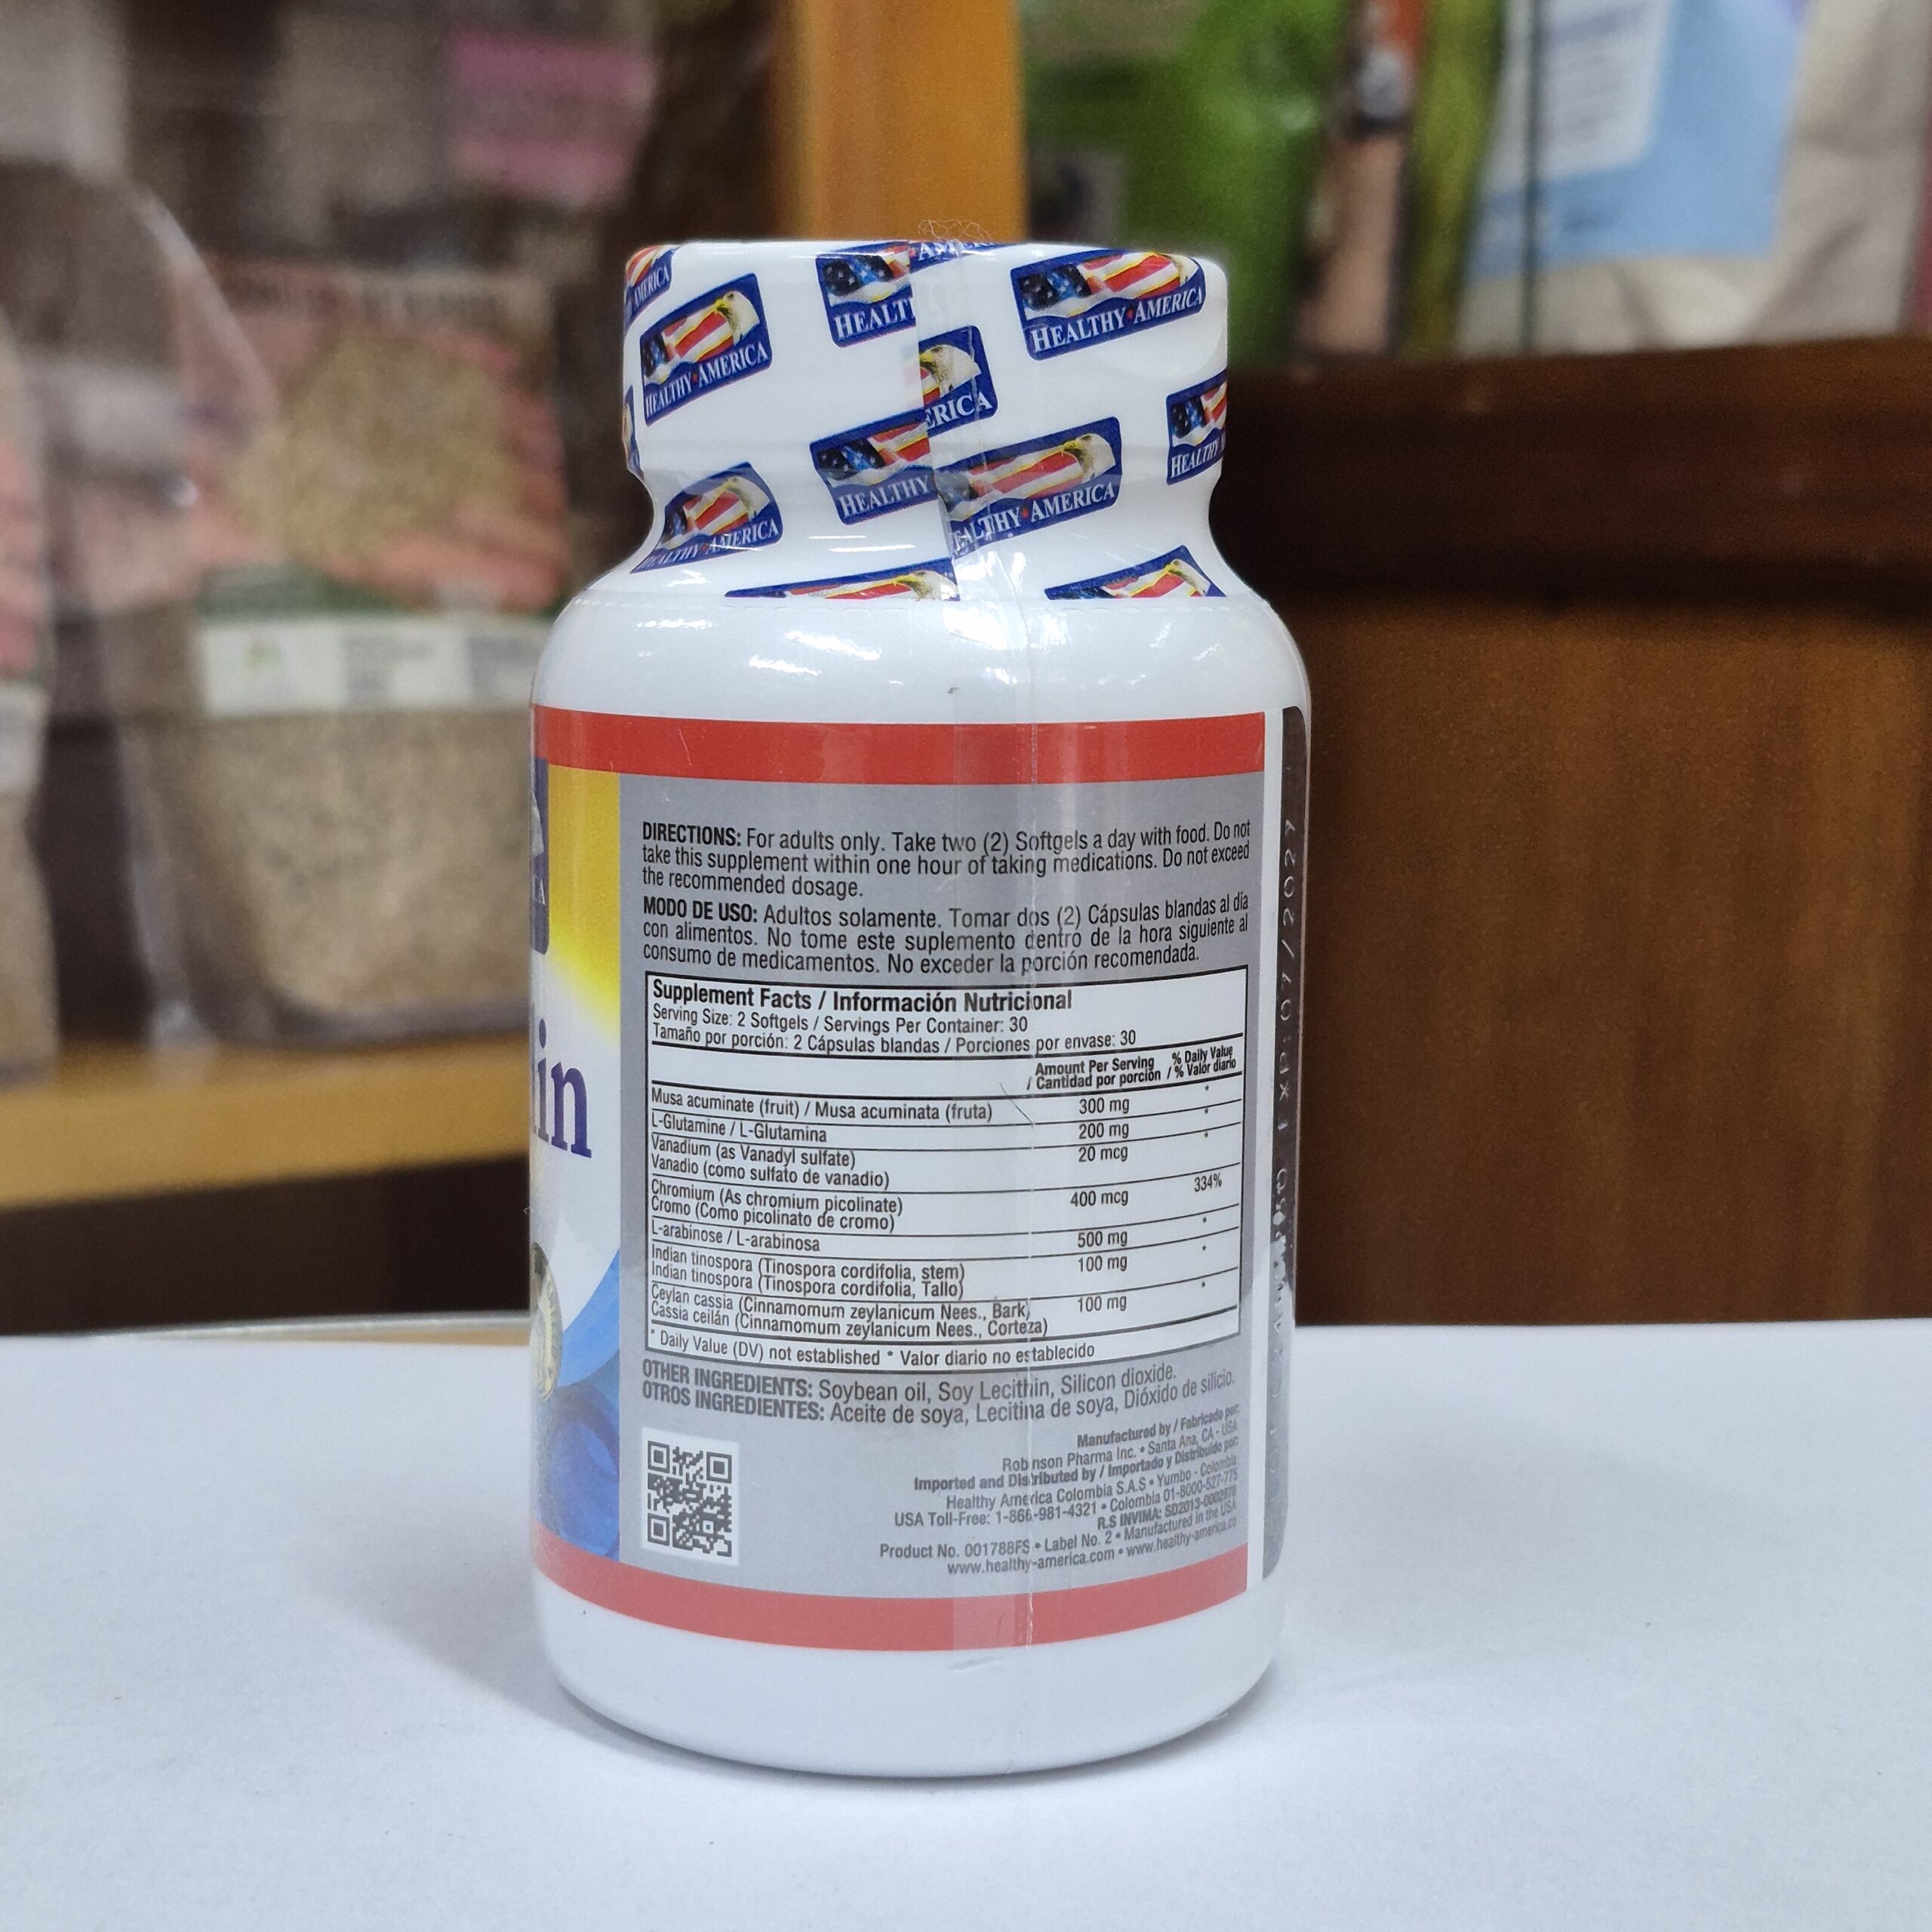 HEALTHY★AMERICA
HEALTHY★AMERICA
HEALTHY★AMERICA
HEALTHY
HEALTHY★AMERICA
in
DIRECTIONS: For adults only. Take two (2) Softgels a day with food. Do not
take this supplement within one hour of taking medications. Do not exceed
the recommended dosage.
MODO DE USO: Adultos solamente. Tomar dos (2) Cápsulas blandas al día
con alimentos. No tome este suplemento dentro de la hora siguiente al
consumo de medicamentos. No exceder la porción recomendada.
Supplement Facts / Información Nutricional
Serving Size: 2 Softgels / Servings Per Container: 30
Tamaño por porción: 2 Cápsulas blandas / Porciones por envase: 30
Amount Per Serving % Daily Value
/ Cantidad por porción / % Valor diario
Musa acuminate (fruit) / Musa acuminata (fruta) 300 mg *
L-Glutamine / L-Glutamina 200 mg *
Vanadium (as Vanadyl sulfate) 20 mcg *
Vanadio (como sulfato de vanadio)
Chromium (As chromium picolinate) 400 mcg 334%
Cromo (Como picolinato de cromo)
L-arabinose / L-arabinosa 500 mg *
Indian tinospora (Tinospora cordifolia, stem) 100 mg *
Indian tinospora (Tinospora cordifolia, Tallo)
Ceylan cassia (Cinnamomum zeylanicum Nees., Bark) 100 mg *
Cassia ceilán (Cinnamomum zeylanicum Nees., Corteza)
* Daily Value (DV) not established * Valor diario no establecido
OTHER INGREDIENTS: Soybean oil, Soy Lecithin, Silicon dioxide.
OTROS INGREDIENTES: Aceite de soya, Lecitina de soya, Dióxido de silicio.
Manufactured by / Fabricado por:
Robinson Pharma Inc. • Santa Ana, CA - USA
Imported and Distributed by / Importado y Distribuido por:
Healthy America Colombia S.A.S • Yumbo - Colombia
USA Toll-Free: 1-866-981-4321 • Colombia 01-8000-527-775
R.S INVIMA: SD2013-0002876
Product No. 001788FS • Label No. 2 • Manufactured in the USA
www.healthy-america.com • www.healthy-america.co